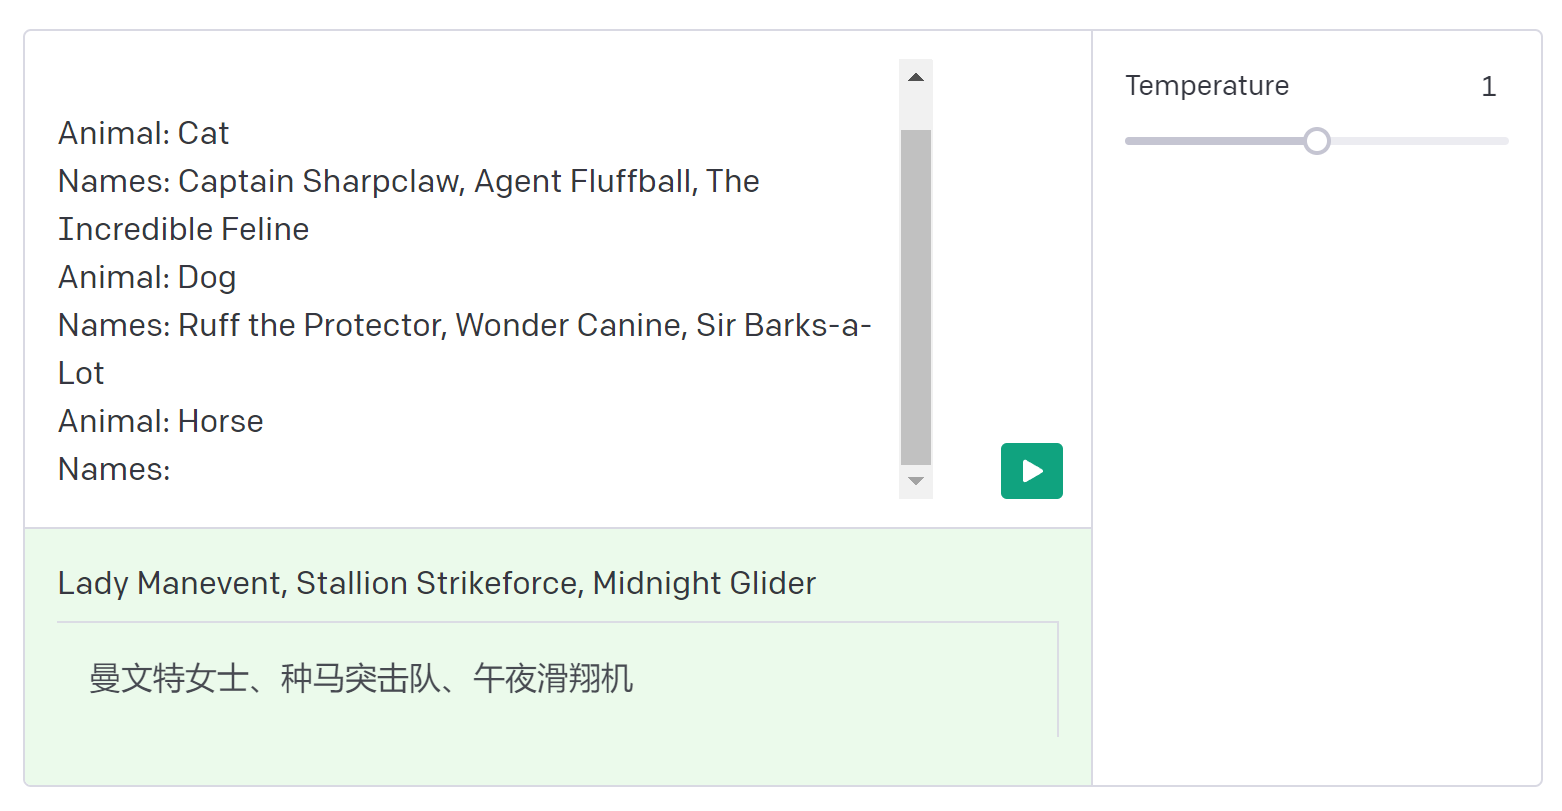 Temperature 1
Animal: Cat
Names: Captain Sharpclaw, Agent Fluffball, The
Incredible Feline
Animal: Dog
Names: Ruff the Protector, Wonder Canine, Sir Barks-a-
Lot
Animal: Horse
Names:
Lady Manevent, Stallion Strikeforce, Midnight Glider
曼文特女士、种马突击队、午夜滑翔机